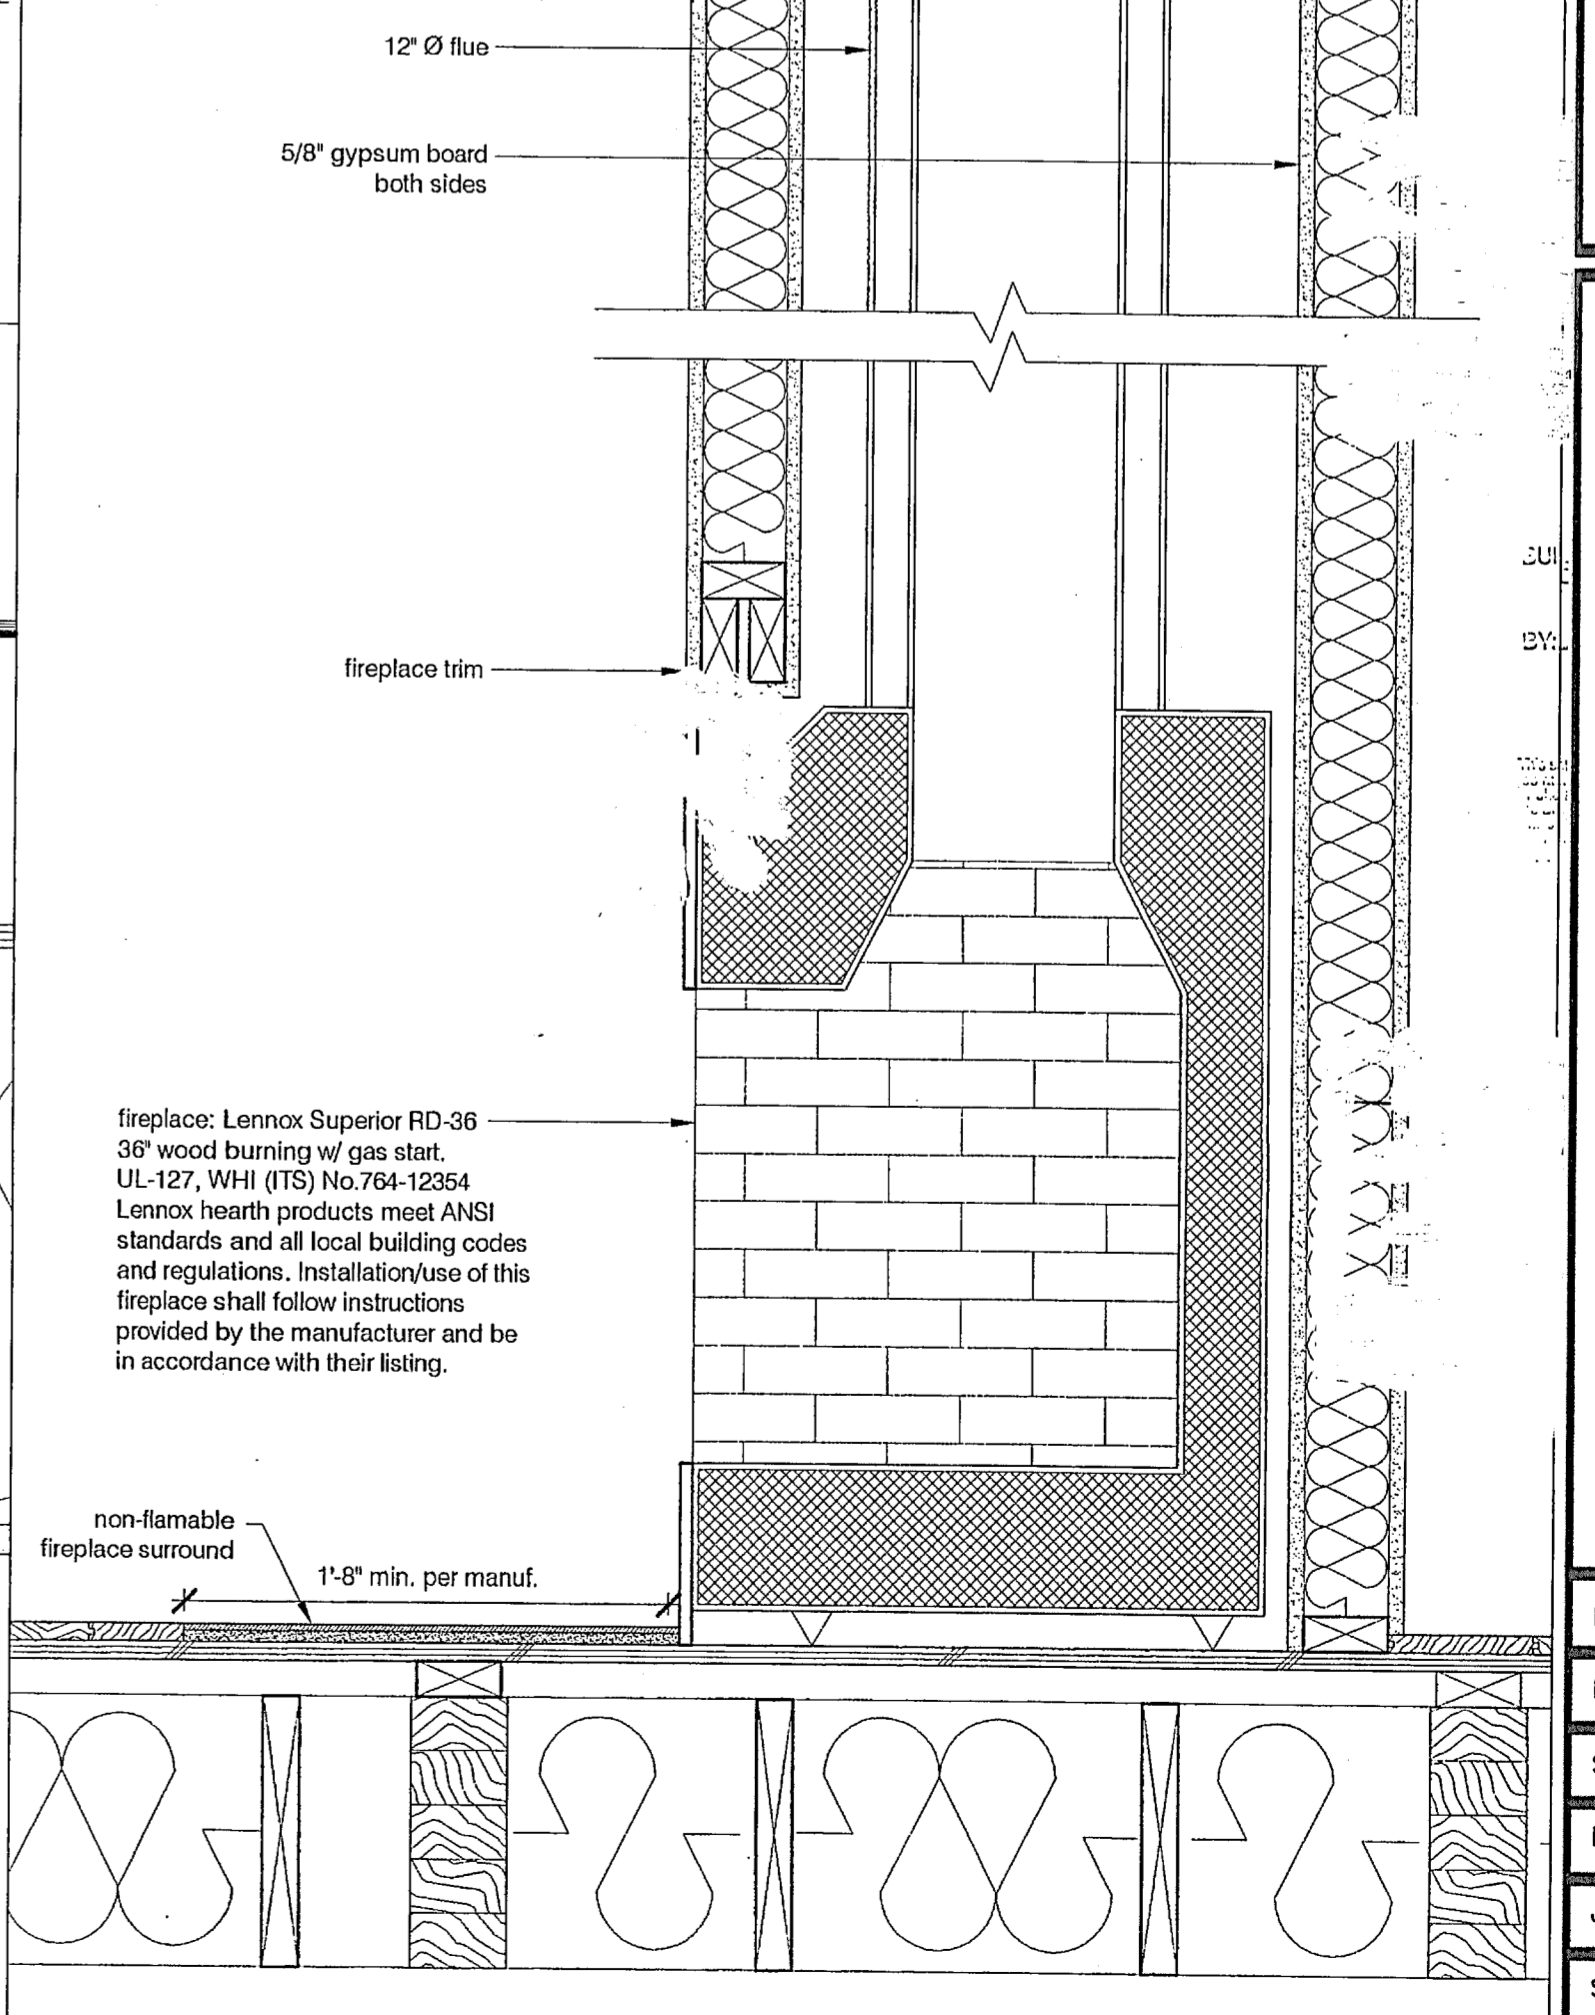 12" Ø flue
5/8" gypsum board
both sides
fireplace trim
fireplace: Lennox Superior RD-36
36" wood burning w/ gas start.
UL-127, WHI (ITS) No.764-12354
Lennox hearth products meet ANSI
standards and all local building codes
and regulations. Installation/use of this
fireplace shall follow instructions
provided by the manufacturer and be
in accordance with their listing.
non-flamable
fireplace surround
1'-8" min. per manuf.
BY: